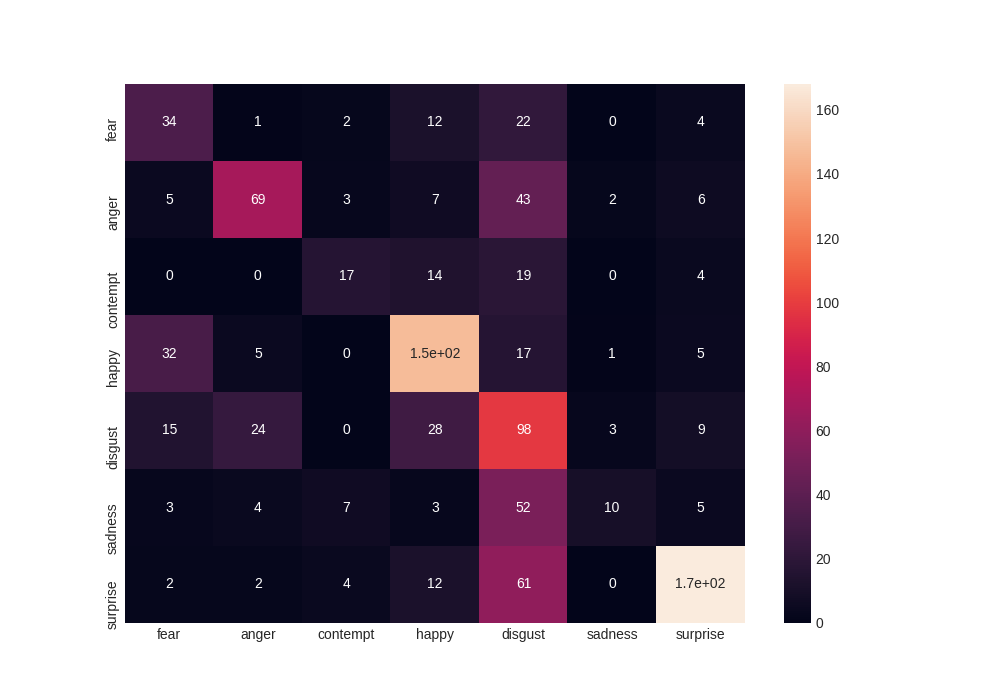 fear 34 1 2 12 22 0 4
anger 5 69 3 7 43 2 6
contempt 0 0 17 14 19 0 4
happy 32 5 0 1.5e+02 17 1 5
disgust 15 24 0 28 98 3 9
sadness 3 4 7 3 52 10 5
surprise 2 2 4 12 61 0 1.7e+02
fear anger contempt happy disgust sadness surprise
160
140
120
100
80
60
40
20
0